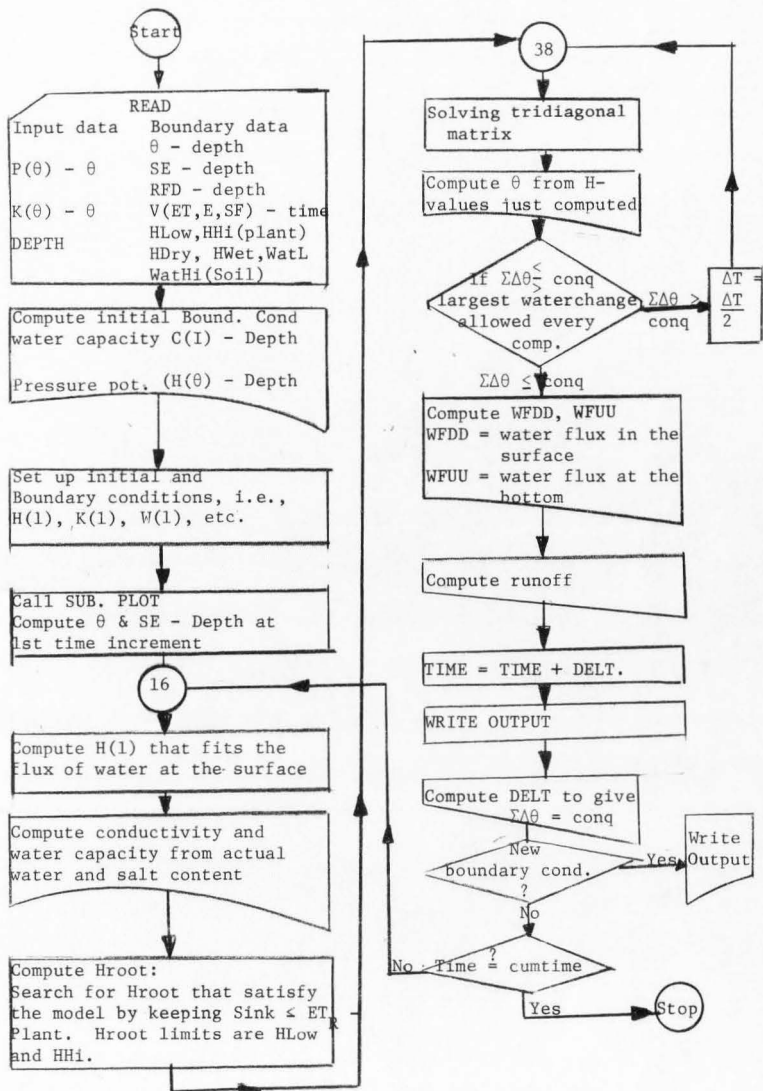 Start
READ
Input data Boundary data
θ - depth
P(θ) - θ SE - depth
RFD - depth
K(θ) - θ V(ET,E,SF) - time
DEPTH HLow,HHi(plant)
HDry, HWet,WatL
WatHi(Soil)
Compute initial Bound. Cond
water capacity C(I) - Depth
Pressure pot. (H(θ) - Depth
Set up initial and
Boundary conditions, i.e.,
H(1), K(1), W(1), etc.
Call SUB. PLOT
Compute θ & SE - Depth at
1st time increment
16
Compute H(1) that fits the
flux of water at the surface
Compute conductivity and
water capacity from actual
water and salt content
Compute Hroot:
Search for Hroot that satisfy
the model by keeping Sink ≤ ET_R
Plant. Hroot limits are HLow
and HHi.
38
Solving tridiagonal
matrix
Compute θ from H-
values just computed
If ΣΔθ ≤ > conq
largest waterchange
allowed every
comp.
ΣΔθ >
conq
ΔT =
ΔT
2
ΣΔθ ≤ conq
Compute WFDD, WFUU
WFDD = water flux in the
surface
WFUU = water flux at the
bottom
Compute runoff
TIME = TIME + DELT.
WRITE OUTPUT
Compute DELT to give
ΣΔθ = conq
New
boundary cond.
?
Yes
Write
Output
No
?
Time = cumtime
No
Yes
Stop